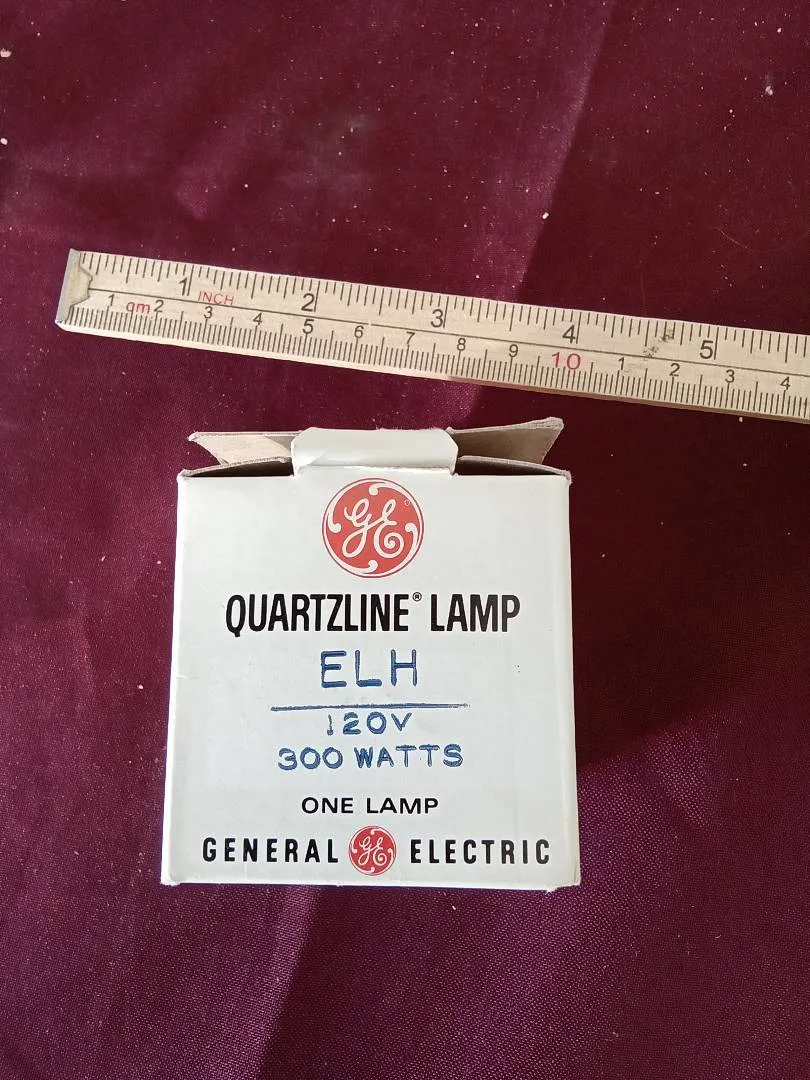 1 INCH 2 3 4 5
1 cm 2 3 4 5 6 7 8 9 10 1 2 3 4
GE ®
QUARTZLINE® LAMP
ELH
120V
300 WATTS
ONE LAMP
GENERAL GE ELECTRIC